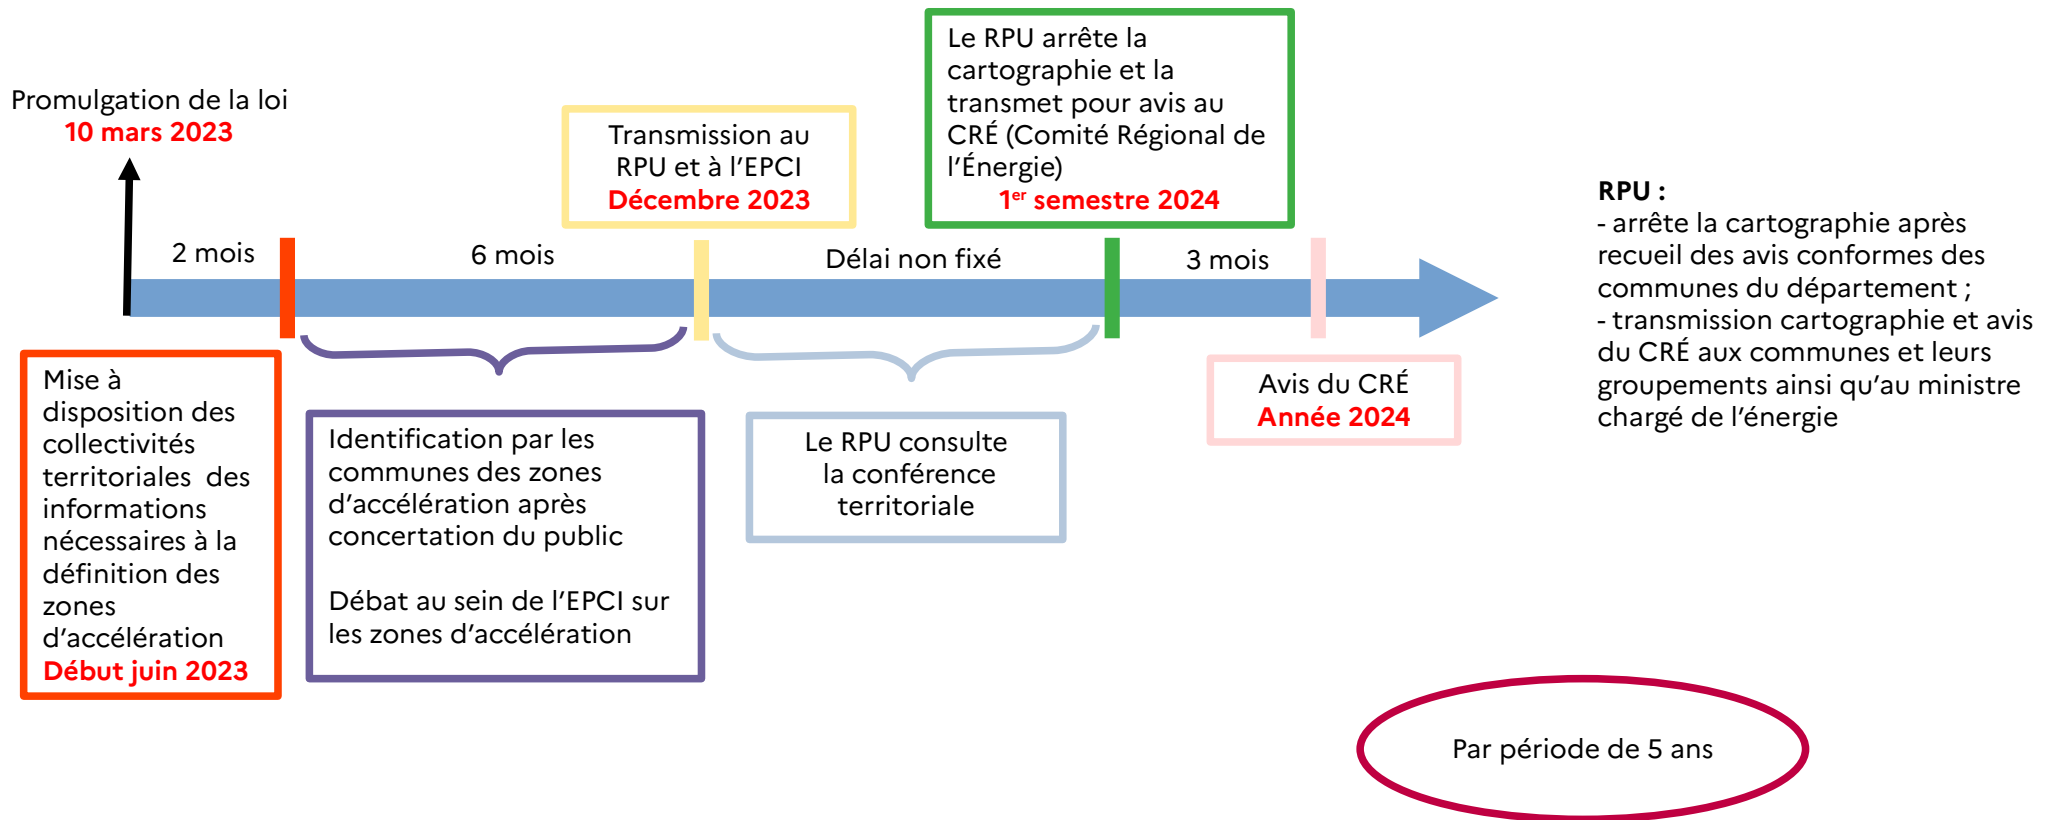 Promulgation de la loi
10 mars 2023
2 mois
6 mois
Délai non fixé
3 mois
Transmission au
RPU et à l'EPCI
Décembre 2023
Le RPU arrête la
cartographie et la
transmet pour avis au
CRÉ (Comité Régional de
l'Énergie)
1er semestre 2024
Mise à
disposition des
collectivités
territoriales des
informations
nécessaires à la
définition des
zones
d'accélération
Début juin 2023
Identification par les
communes des zones
d'accélération après
concertation du public
Débat au sein de l'EPCI sur
les zones d'accélération
Le RPU consulte
la conférence
territoriale
Avis du CRÉ
Année 2024
RPU :
- arrête la cartographie après
recueil des avis conformes des
communes du département ;
- transmission cartographie et avis
du CRÉ aux communes et leurs
groupements ainsi qu'au ministre
chargé de l'énergie
Par période de 5 ans